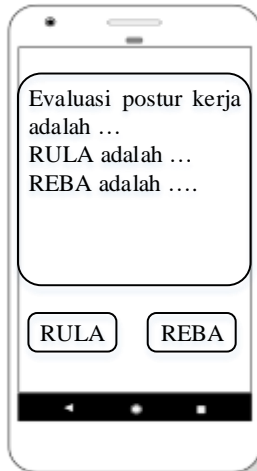 Evaluasi postur kerja
adalah …
RULA adalah …
REBA adalah ….
RULA REBA